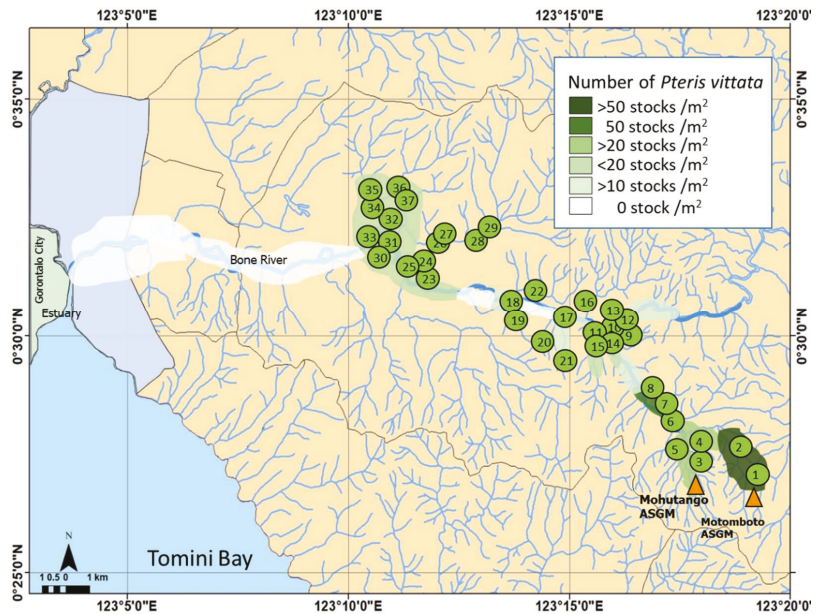 123°5'0"E 123°0'0"E 123°15'0"E 123°20'0"
0°35'0"N
0°35'0"N
Number of Pteris vittata
>50 stocks /m²
50 stocks /m²
>20 stocks /m²
<20 stocks /m²
>10 stocks /m²
0 stock /m²
35
36
37
34
32
33
31
30
27
29
28
24
25
23
Bone River
Gorontalo City
Estuary
22
18
16
13
12
17
19
11
9
14
15
20
21
0°30'0"N
0°30'0"N
8
7
6
4
5
3
2
1
Mohutango
ASGM
Motomboto
ASGM
N
1 0.5 0 1 km
Tomini Bay
0°25'0"N
0°25'0"N
123°5'0"E 123°0'0"E 123°15'0"E 123°20'0"